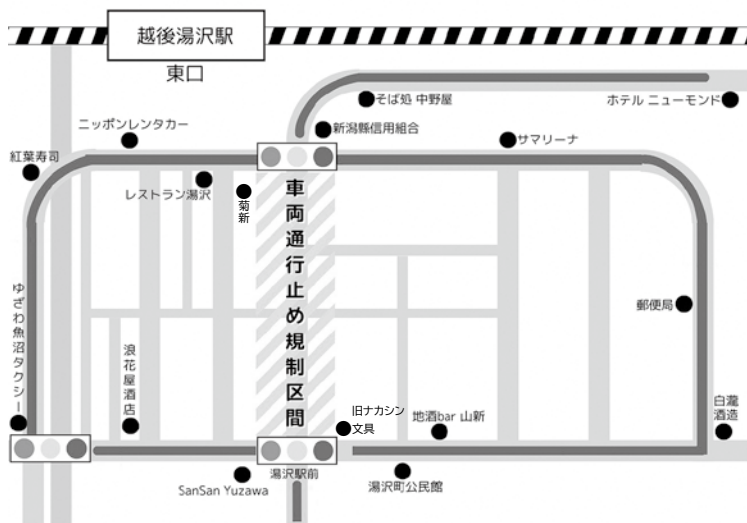 越後湯沢駅
東口
そば処 中野屋
ホテル ニューモンド
ニッポンレンタカー
新潟縣信用組合
サマリーナ
紅葉寿司
レストラン湯沢
菊新
車両通行止め規制区間
ゆざわ魚沼タクシー
郵便局
浪花屋酒店
旧ナカシン
文具
地酒bar 山新
白瀧
酒造
湯沢駅前
SanSan Yuzawa
湯沢町公民館